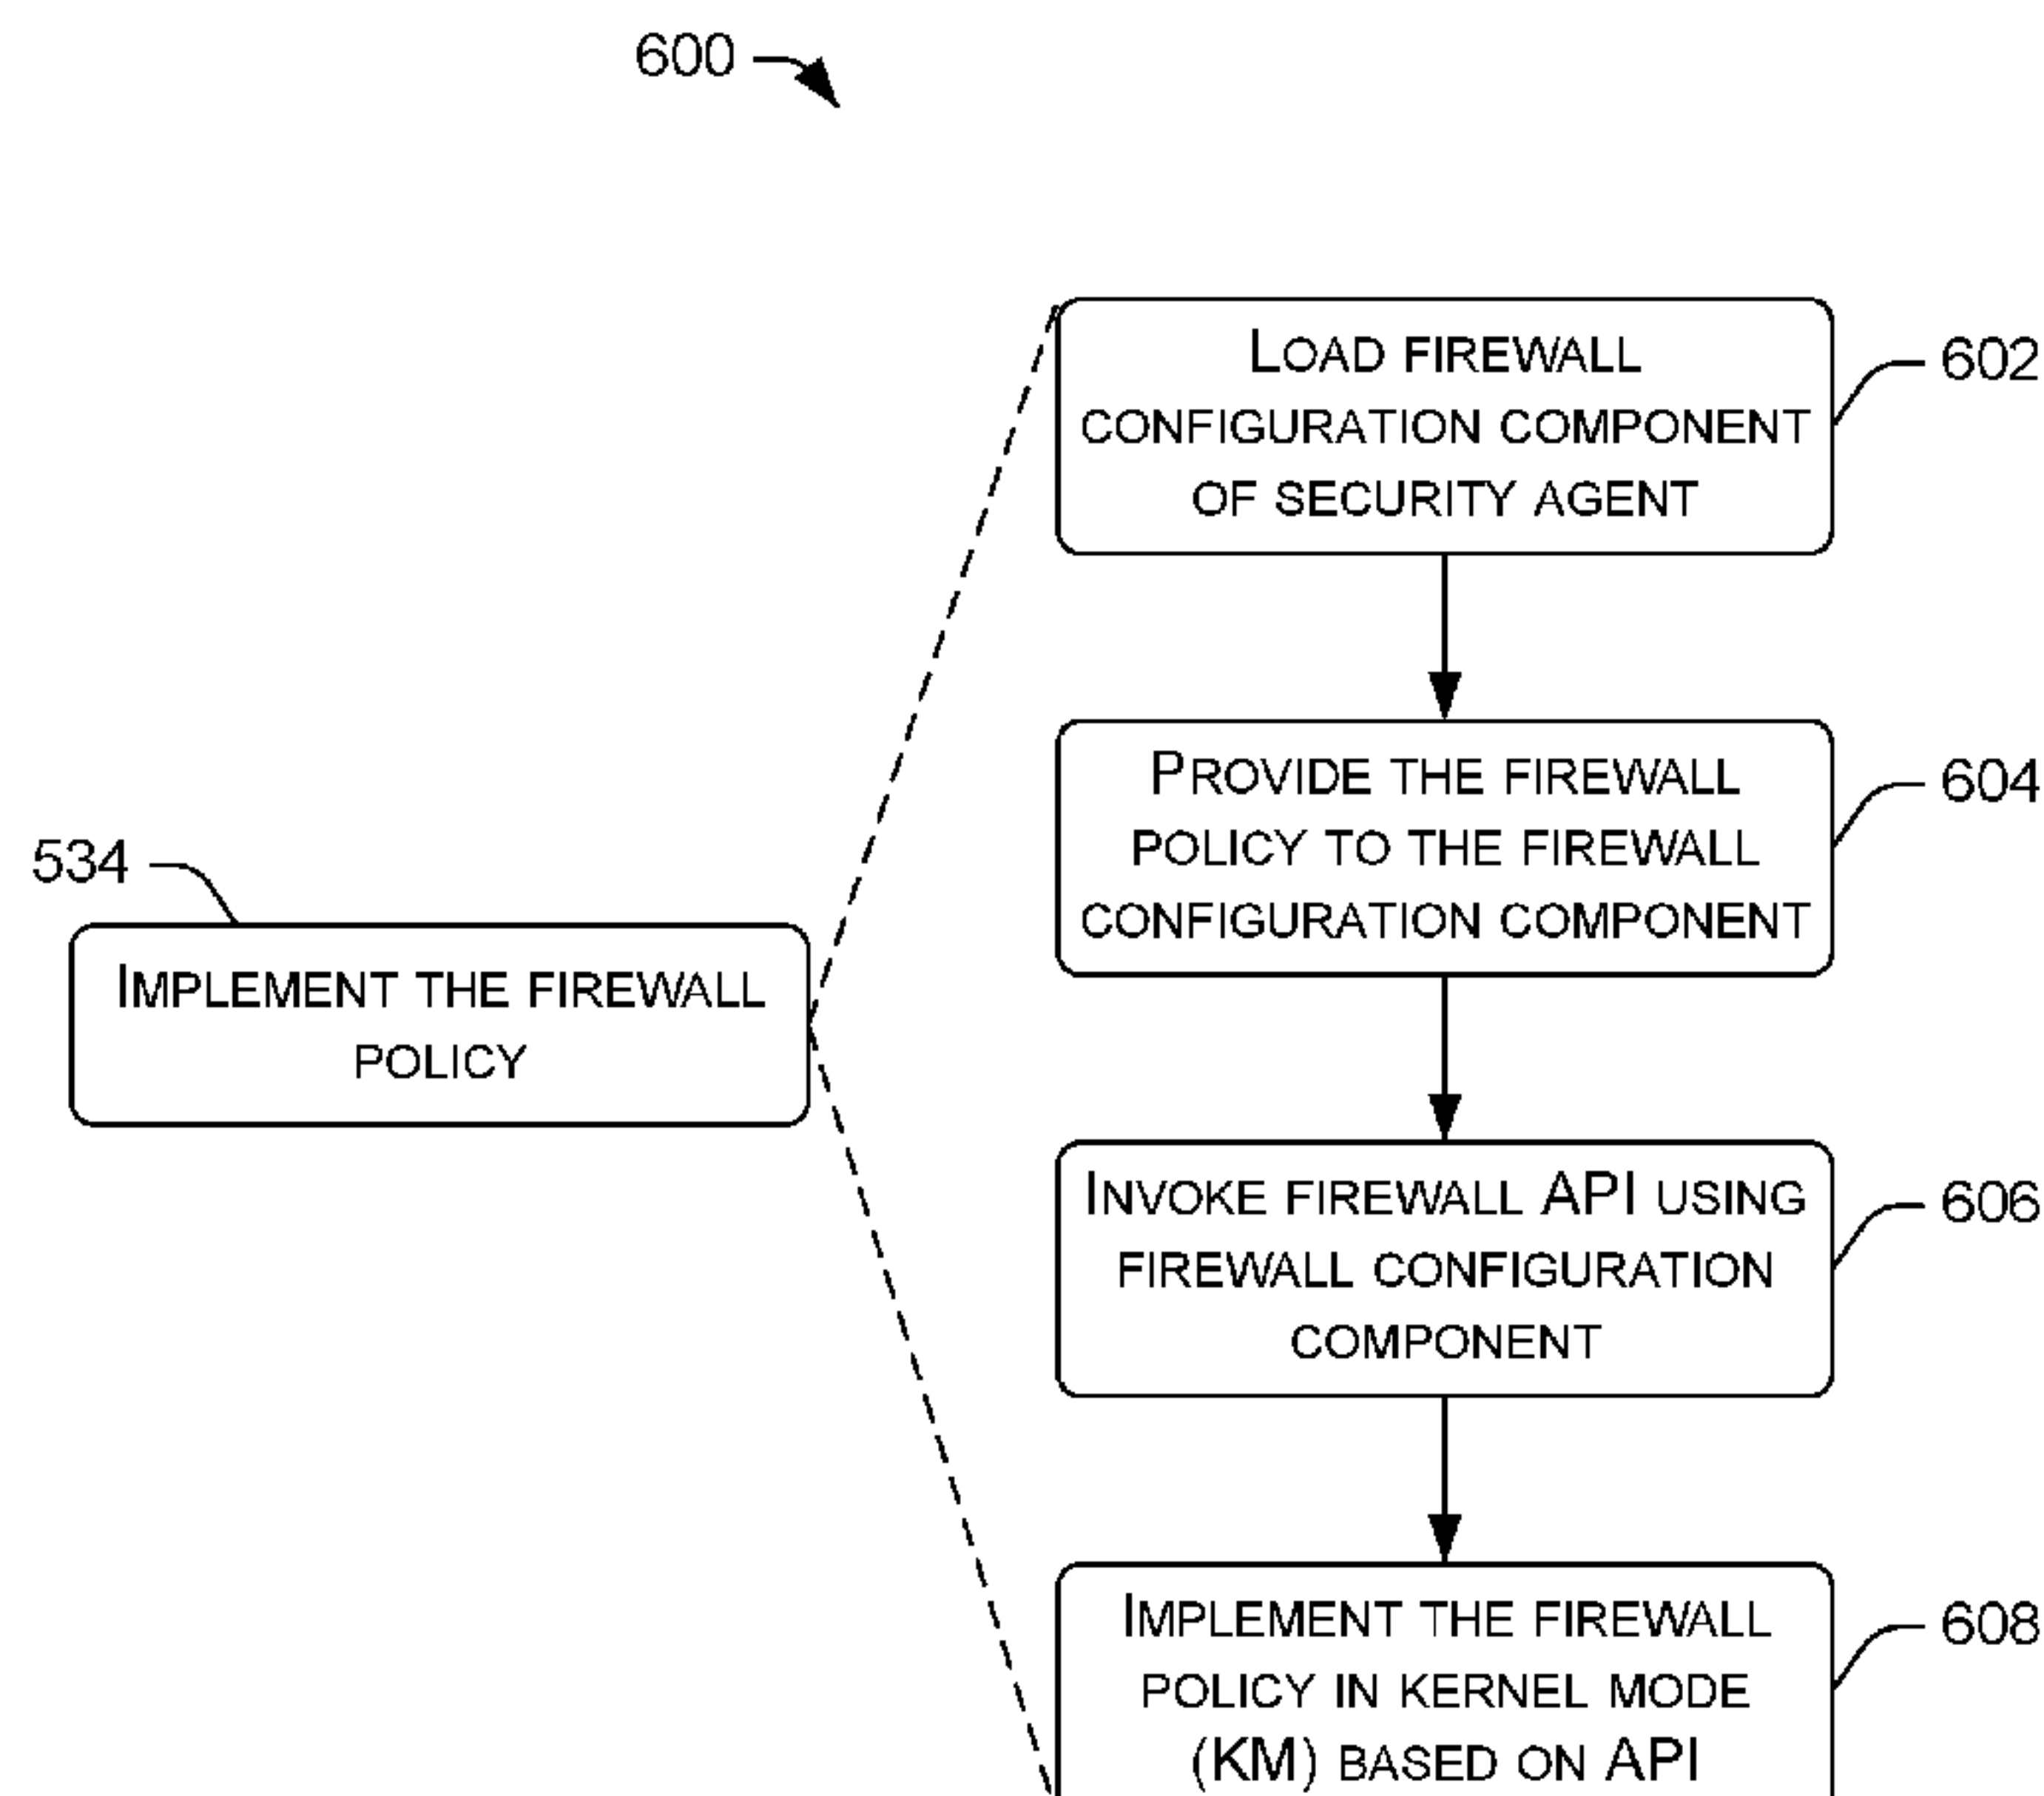 600
LOAD FIREWALL
CONFIGURATION COMPONENT
OF SECURITY AGENT
602
PROVIDE THE FIREWALL
POLICY TO THE FIREWALL
CONFIGURATION COMPONENT
604
534
IMPLEMENT THE FIREWALL
POLICY
INVOKE FIREWALL API USING
FIREWALL CONFIGURATION
COMPONENT
606
IMPLEMENT THE FIREWALL
POLICY IN KERNEL MODE
(KM) BASED ON API
608